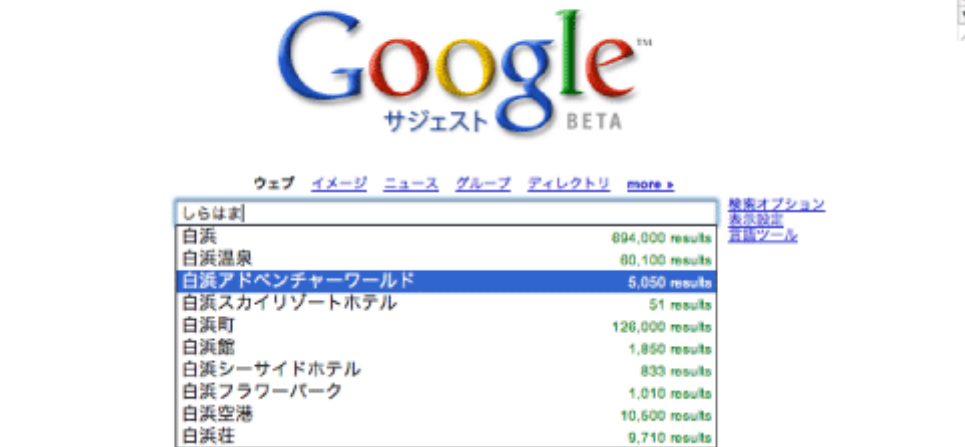 Google™
サジェスト BETA
ウェブ イメージ ニュース グループ ディレクトリ more »
しらはま
検索オプション
表示設定
言語ツール
白浜 894,000 results
白浜温泉 60,100 results
白浜アドベンチャーワールド 5,050 results
白浜スカイリゾートホテル 51 results
白浜町 126,000 results
白浜館 1,850 results
白浜シーサイドホテル 833 results
白浜フラワーパーク 1,010 results
白浜空港 10,600 results
白浜荘 9,710 results